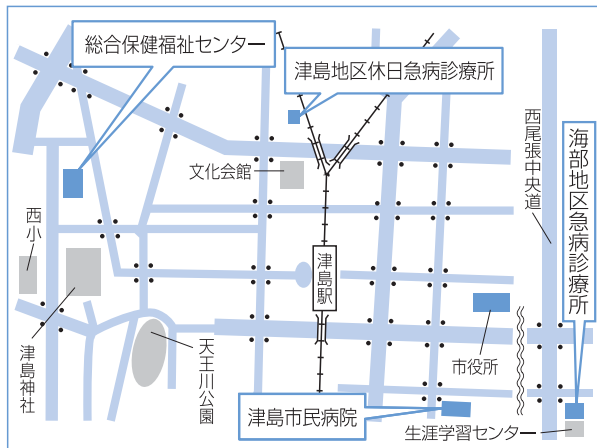 総合保健福祉センター
津島地区休日急病診療所
西尾張中央道
海部地区急病診療所
文化会館
西小
津島駅
津島神社
天王川公園
市役所
津島市民病院
生涯学習センター